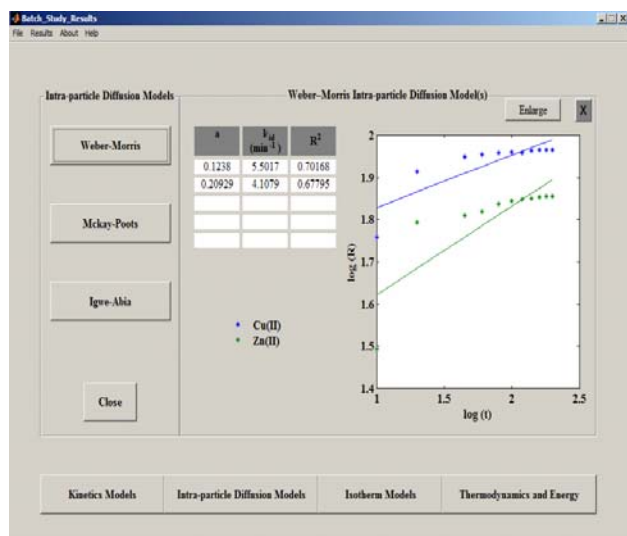 Batch_Study_Results
File Results About Help
Intra-particle Diffusion Models
Weber-Morris
Mckay-Poots
Igwe-Abia
Close
Weber–Morris Intra-particle Diffusion Model(s)
Enlarge X
a k_id (min⁻¹) R²
0.1238 5.5017 0.70168
0.20929 4.1079 0.67795
Cu(II)
Zn(II)
log (R)
2
1.9
1.8
1.7
1.6
1.5
1.4
1 1.5 2 2.5
log (t)
Kinetics Models Intra-particle Diffusion Models Isotherm Models Thermodynamics and Energy